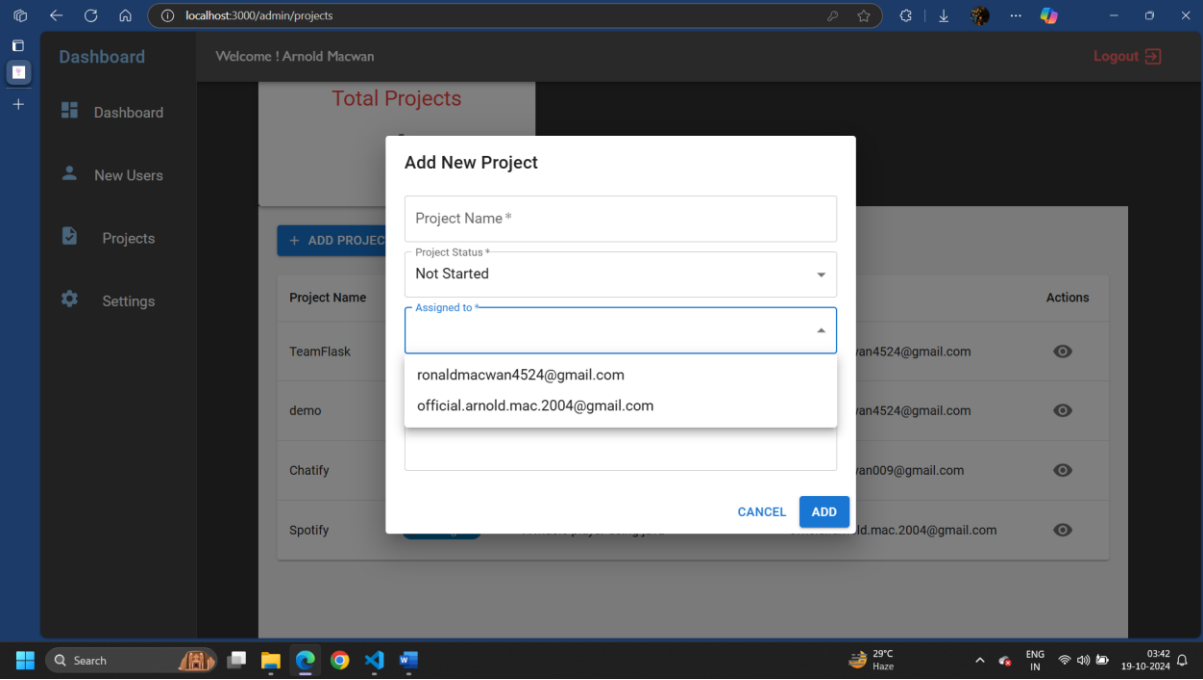 localhost:3000/admin/projects
Dashboard
Welcome ! Arnold Macwan
Logout
Total Projects
Dashboard
New Users
Projects
Settings
+ ADD PROJEC
Project Name
Actions
TeamFlask
wan4524@gmail.com
demo
wan4524@gmail.com
Chatify
wan009@gmail.com
Spotify
d.mac.2004@gmail.com
Add New Project
Project Name *
Project Status *
Not Started
Assigned to *
ronaldmacwan4524@gmail.com
official.arnold.mac.2004@gmail.com
CANCEL
ADD
Search
29°C
Haze
ENG
IN
03:42
19-10-2024